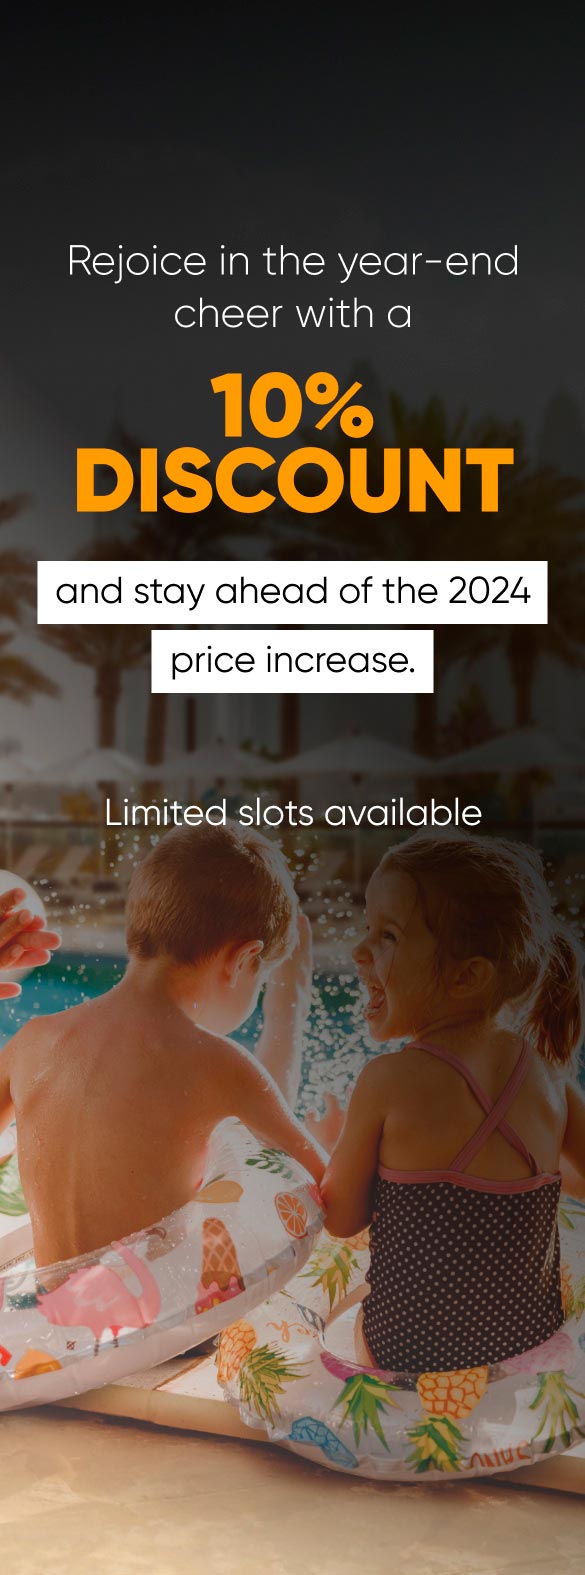 Rejoice in the year-end
cheer with a
10%
DISCOUNT
and stay ahead of the 2024
price increase.
Limited slots available